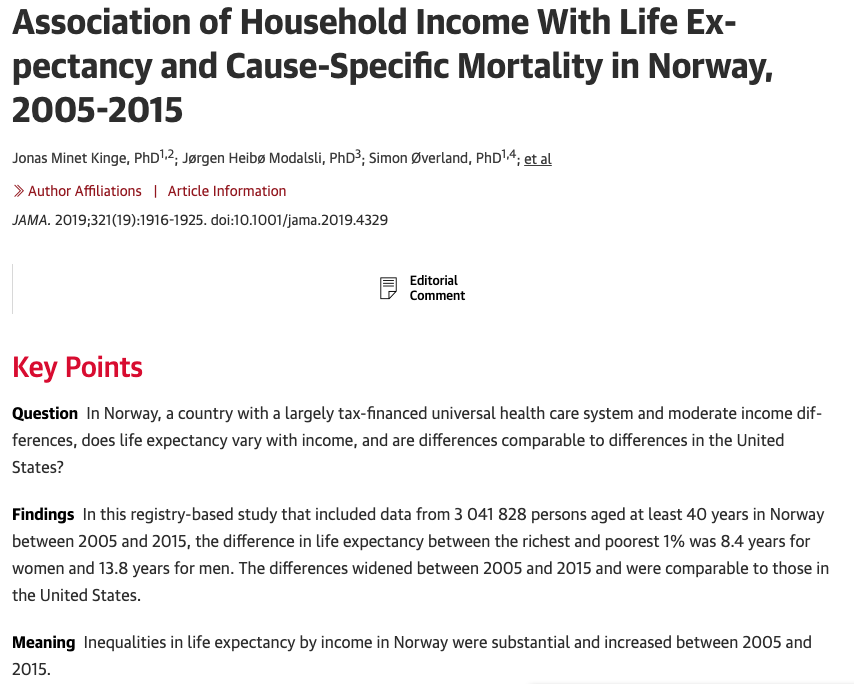 Association of Household Income With Life Ex-
pectancy and Cause-Specific Mortality in Norway,
2005-2015
Jonas Minet Kinge, PhD1,2; Jørgen Heibø Modalsli, PhD3; Simon Øverland, PhD1,4; et al
Author Affiliations | Article Information
JAMA. 2019;321(19):1916-1925. doi:10.1001/jama.2019.4329
Editorial
Comment
Key Points
Question In Norway, a country with a largely tax-financed universal health care system and moderate income dif-
ferences, does life expectancy vary with income, and are differences comparable to differences in the United
States?
Findings In this registry-based study that included data from 3 041 828 persons aged at least 40 years in Norway
between 2005 and 2015, the difference in life expectancy between the richest and poorest 1% was 8.4 years for
women and 13.8 years for men. The differences widened between 2005 and 2015 and were comparable to those in
the United States.
Meaning Inequalities in life expectancy by income in Norway were substantial and increased between 2005 and
2015.